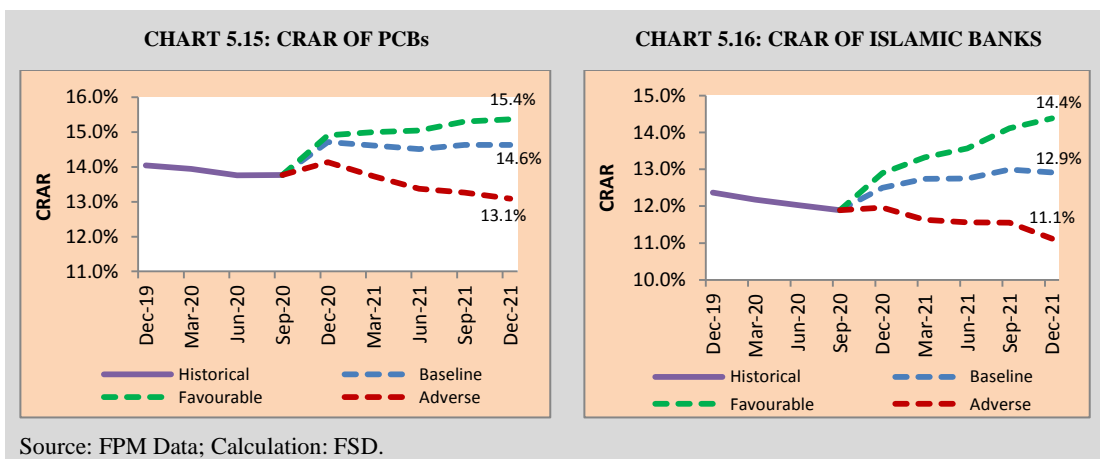 CHART 5.15: CRAR OF PCBs
16.0%
15.0%
14.0%
13.0%
12.0%
11.0%
CRAR
15.4%
14.6%
13.1%
Dec-19
Mar-20
Jun-20
Sep-20
Dec-20
Mar-21
Jun-21
Sep-21
Dec-21
Historical
Baseline
Favourable
Adverse
CHART 5.16: CRAR OF ISLAMIC BANKS
15.0%
14.0%
13.0%
12.0%
11.0%
10.0%
CRAR
14.4%
12.9%
11.1%
Dec-19
Mar-20
Jun-20
Sep-20
Dec-20
Mar-21
Jun-21
Sep-21
Dec-21
Historical
Baseline
Favourable
Adverse
Source: FPM Data; Calculation: FSD.